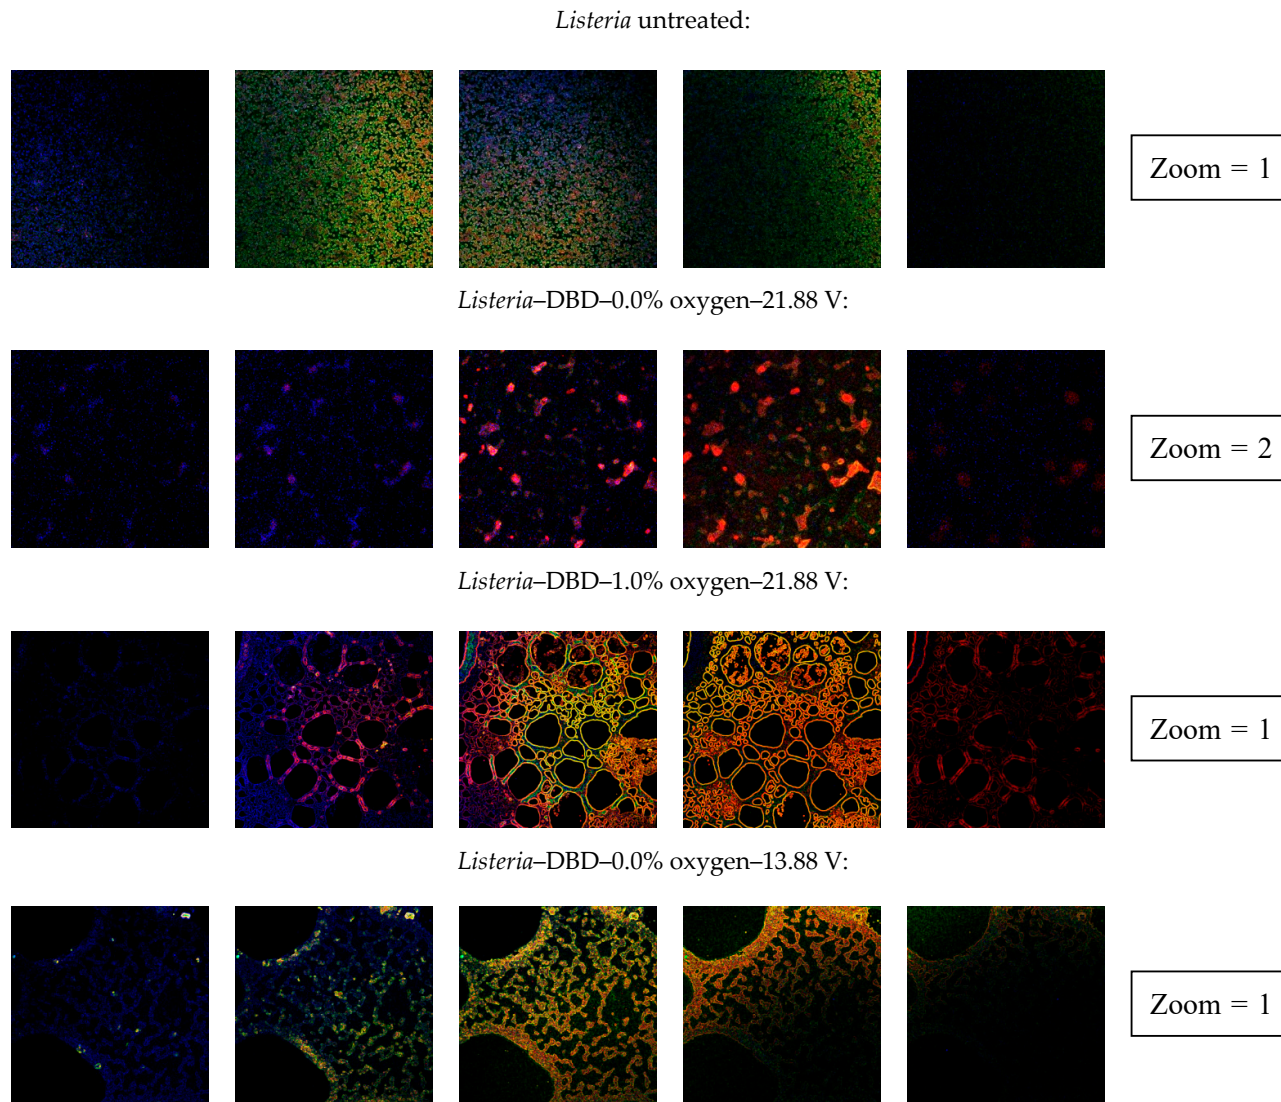 Listeria untreated:
Zoom = 1
Listeria–DBD–0.0% oxygen–21.88 V:
Zoom = 2
Listeria–DBD–1.0% oxygen–21.88 V:
Zoom = 1
Listeria–DBD–0.0% oxygen–13.88 V:
Zoom = 1